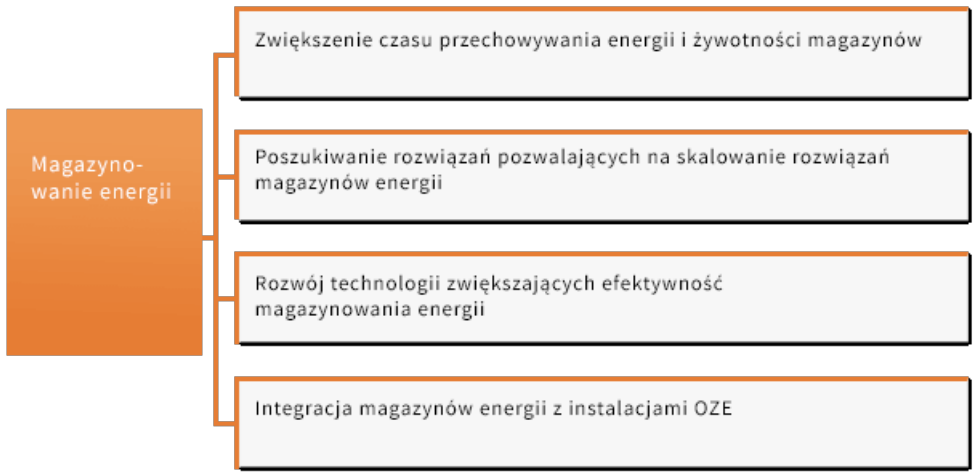 Magazyno-
wanie energii
Zwiększenie czasu przechowywania energii i żywotności magazynów
Poszukiwanie rozwiązań pozwalających na skalowanie rozwiązań
magazynów energii
Rozwój technologii zwiększających efektywność
magazynowania energii
Integracja magazynów energii z instalacjami OZE